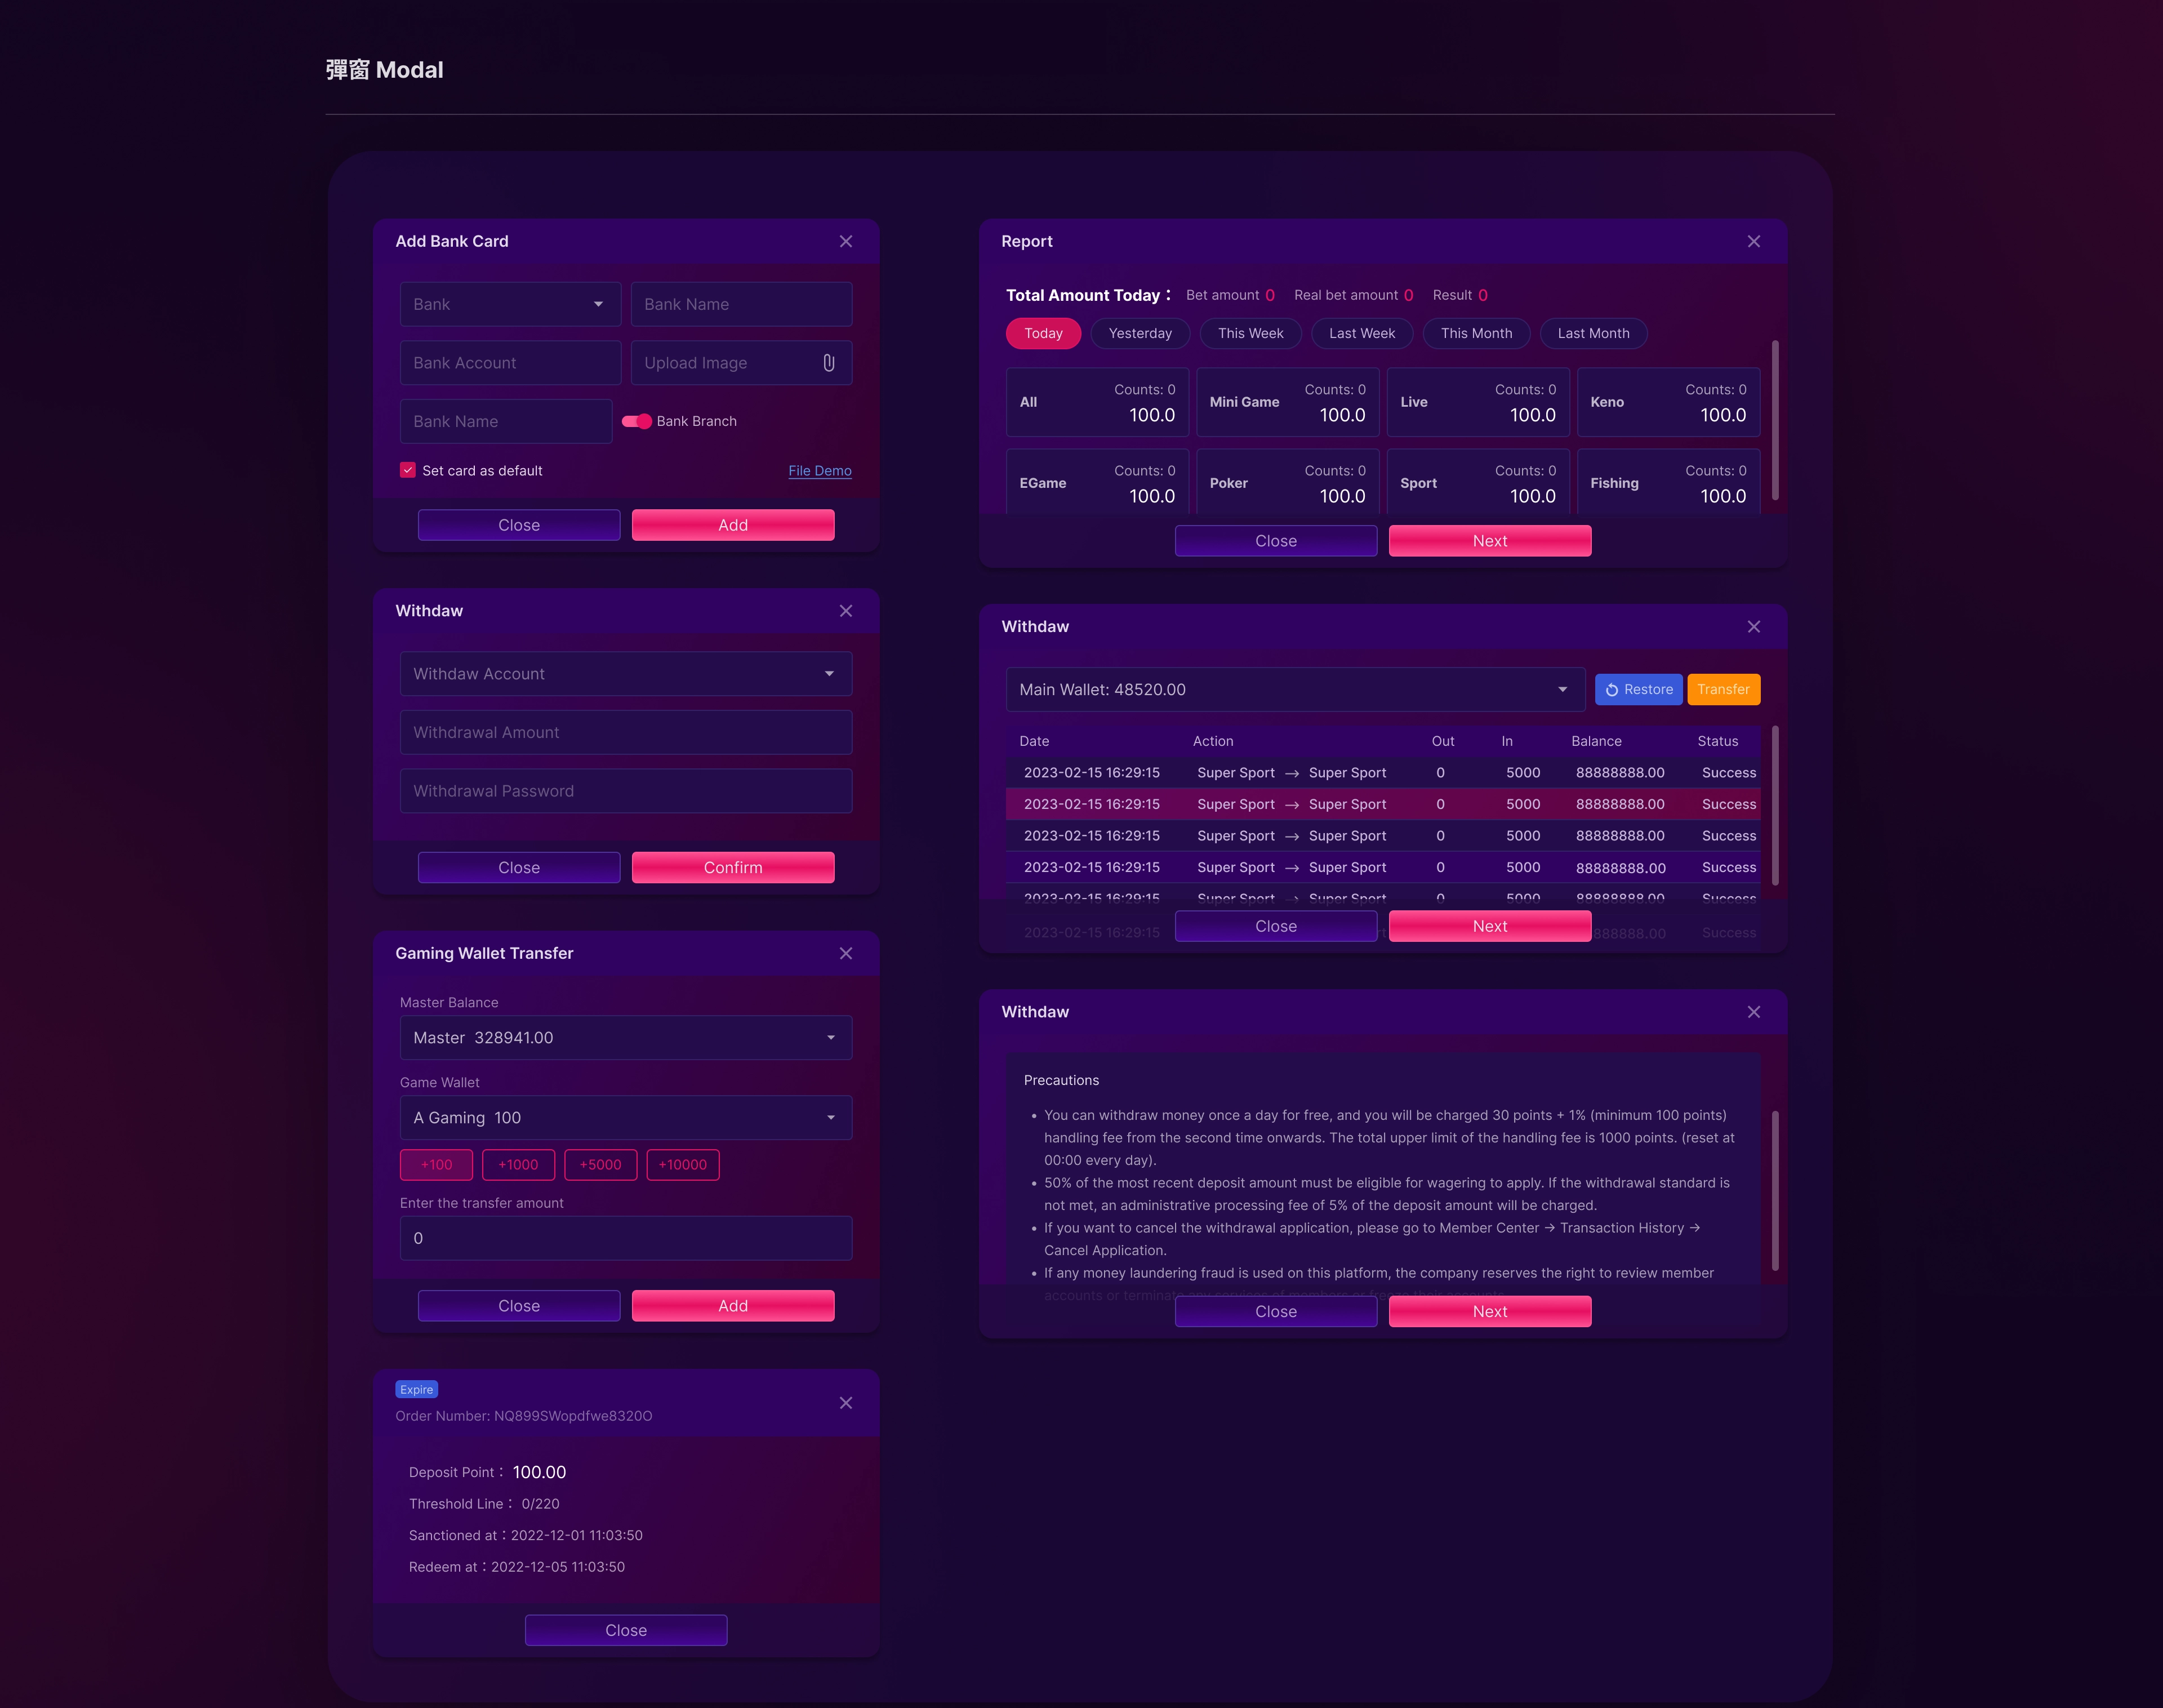 彈窗 Modal
Add Bank Card
Bank
Bank Name
Bank Account
Upload Image
Bank Name
Bank Branch
Set card as default
File Demo
Close
Add
Withdaw
Withdaw Account
Withdrawal Amount
Withdrawal Password
Close
Confirm
Gaming Wallet Transfer
Master Balance
Master 328941.00
Game Wallet
A Gaming 100
+100 +1000 +5000 +10000
Enter the transfer amount
0
Close
Add
Expire
Order Number: NQ899SWopdfwe8320O
Deposit Point： 100.00
Threshold Line： 0/220
Sanctioned at：2022-12-01 11:03:50
Redeem at：2022-12-05 11:03:50
Close
Report
Total Amount Today： Bet amount 0 Real bet amount 0 Result 0
Today Yesterday This Week Last Week This Month Last Month
All Counts: 0 100.0
Mini Game Counts: 0 100.0
Live Counts: 0 100.0
Keno Counts: 0 100.0
EGame Counts: 0 100.0
Poker Counts: 0 100.0
Sport Counts: 0 100.0
Fishing Counts: 0 100.0
Close
Next
Withdaw
Main Wallet: 48520.00
Restore
Transfer
Date Action Out In Balance Status
2023-02-15 16:29:15 Super Sport → Super Sport 0 5000 88888888.00 Success
2023-02-15 16:29:15 Super Sport → Super Sport 0 5000 88888888.00 Success
2023-02-15 16:29:15 Super Sport → Super Sport 0 5000 88888888.00 Success
2023-02-15 16:29:15 Super Sport → Super Sport 0 5000 88888888.00 Success
2023-02-15 16:29:15 Super Sport → Super Sport 0 5000 88888888.00 Success
2023-02-15 16:29:15 88888.00 Success
Close
Next
Withdaw
Precautions
• You can withdraw money once a day for free, and you will be charged 30 points + 1% (minimum 100 points)
handling fee from the second time onwards. The total upper limit of the handling fee is 1000 points. (reset at
00:00 every day).
• 50% of the most recent deposit amount must be eligible for wagering to apply. If the withdrawal standard is
not met, an administrative processing fee of 5% of the deposit amount will be charged.
• If you want to cancel the withdrawal application, please go to Member Center → Transaction History →
Cancel Application.
• If any money laundering fraud is used on this platform, the company reserves the right to review member
accounts or terminate any services of members or freeze their accounts.
Close
Next